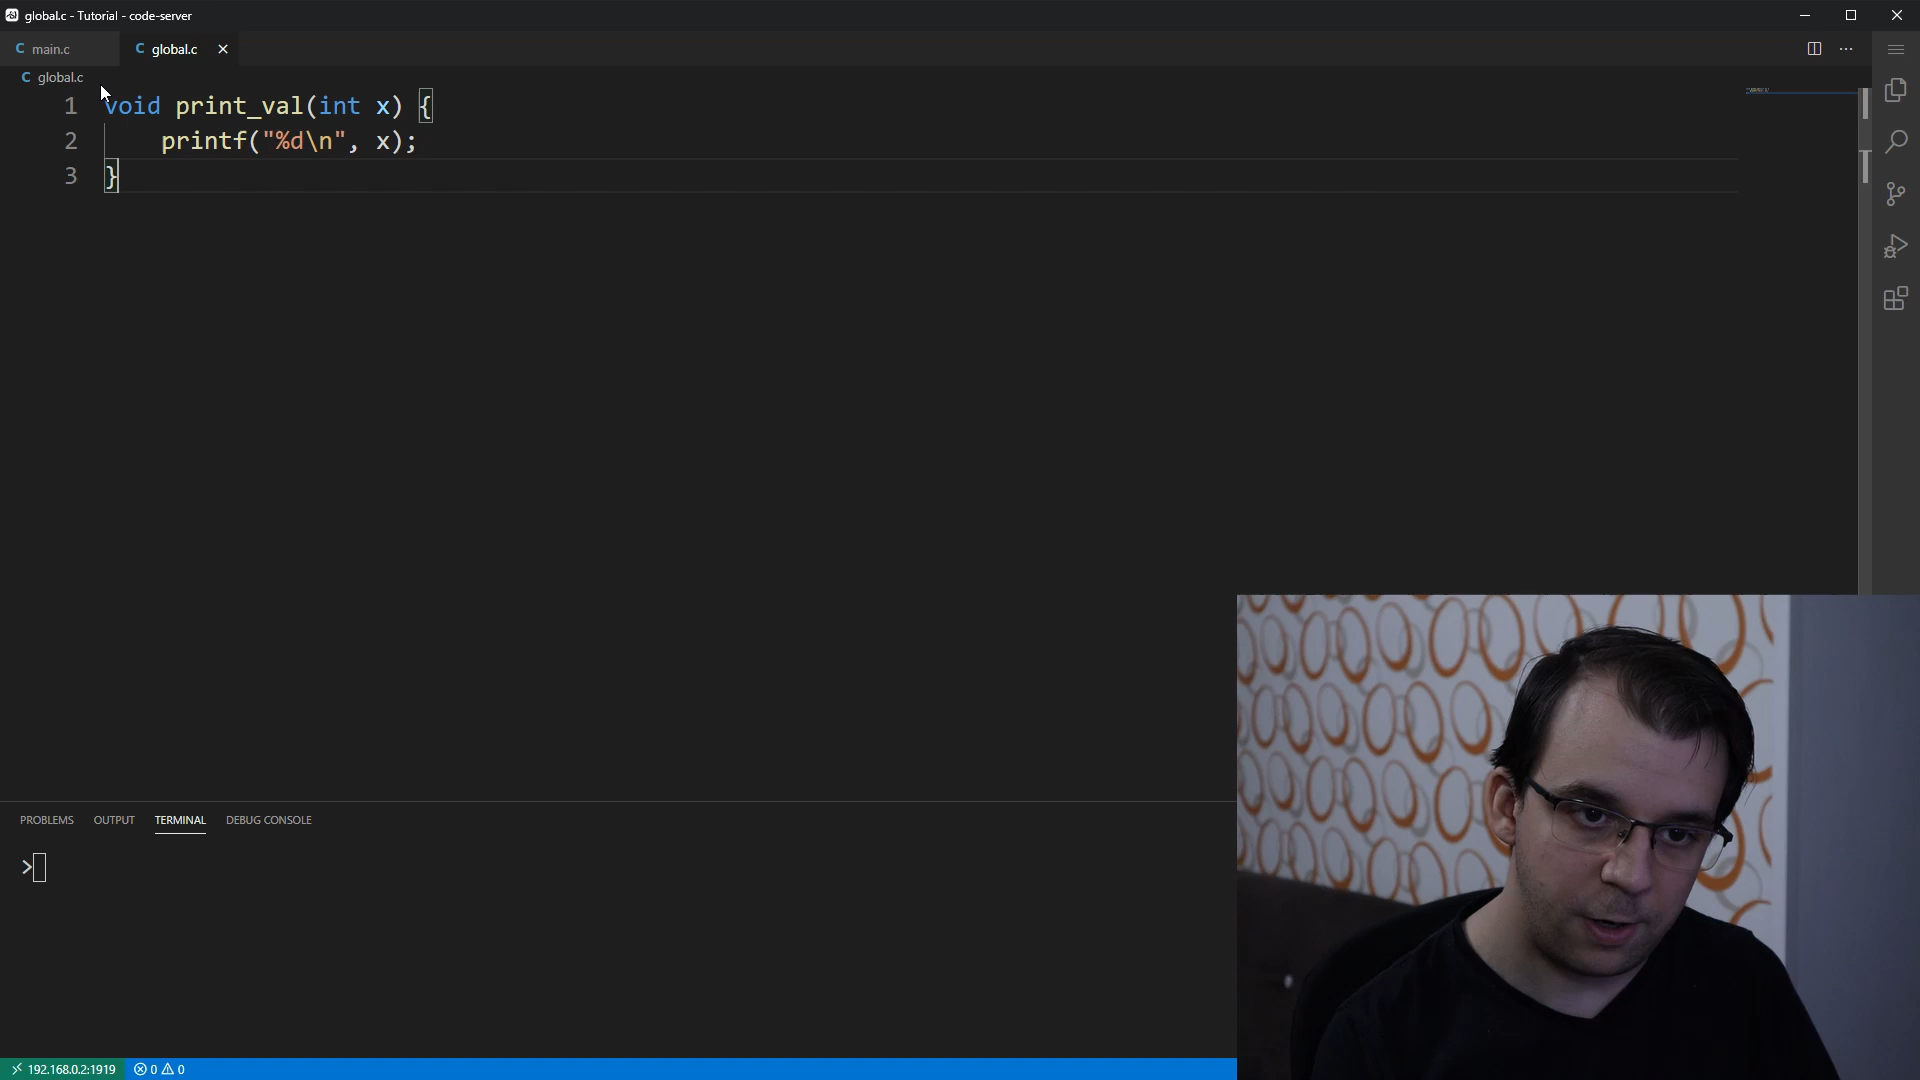 global.c - Tutorial - code-server
C main.c
C global.c
C global.c
1 void print_val(int x) {
2 printf("%d\n", x);
3 }
PROBLEMS OUTPUT TERMINAL DEBUG CONSOLE
>
192.168.0.2:1919 0 0